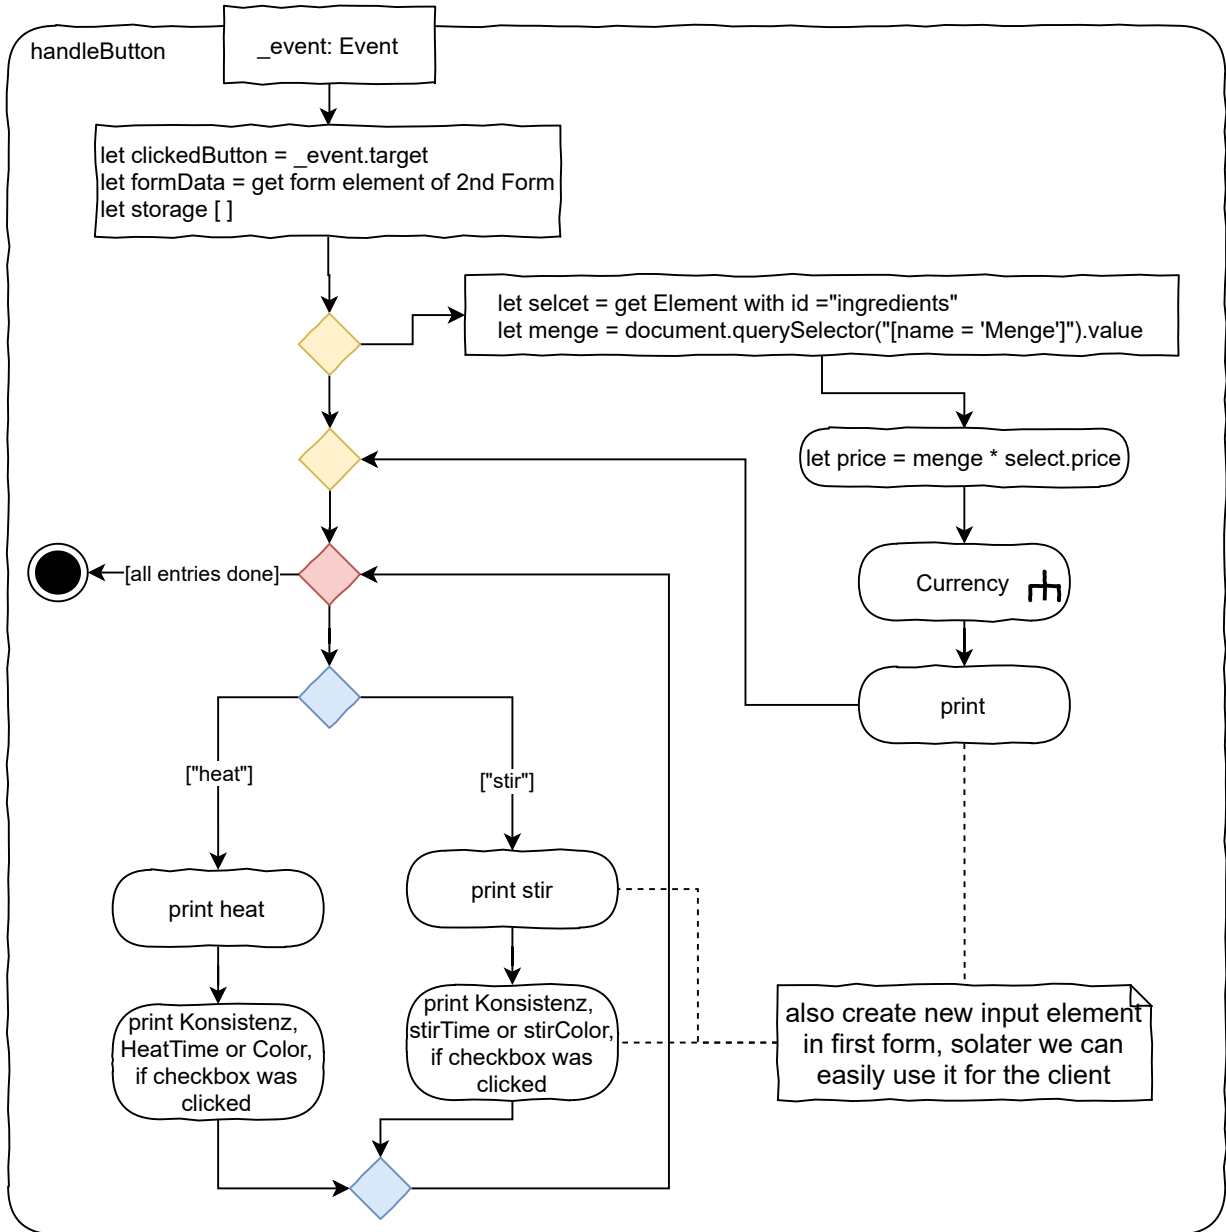 handleButton
_event: Event
let clickedButton = _event.target
let formData = get form element of 2nd Form
let storage [ ]
let selcet = get Element with id ="ingredients"
let menge = document.querySelector("[name = 'Menge']").value
let price = menge * select.price
[all entries done]
Currency
print
["heat"]
["stir"]
print heat
print stir
print Konsistenz,
HeatTime or Color,
if checkbox was
clicked
print Konsistenz,
stirTime or stirColor,
if checkbox was
clicked
also create new input element
in first form, solater we can
easily use it for the client